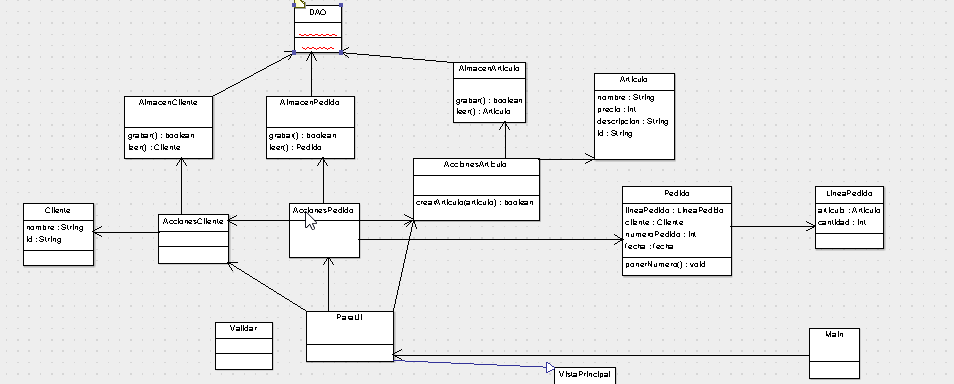 DAO
AlmacenArticulo
grabar() : boolean
leer() : Articulo
Articulo
nombre : String
precio : int
descripcion : String
id : String
AlmacenCliente
grabar() : boolean
leer() : Cliente
AlmacenPedido
grabar() : boolean
leer() : Pedido
AccionesArticulo
crearArticulo(articulo) : boolean
Pedido
lineaPedido : LineaPedido
cliente : Cliente
numeroPedido : int
fecha : fecha
ponerNumero() : void
LineaPedido
articulo : Articulo
cantidad : int
Cliente
nombre : String
id : String
AccionesCliente
AccionesPedido
Validar
ParaUI
Main
VistaPrincipal